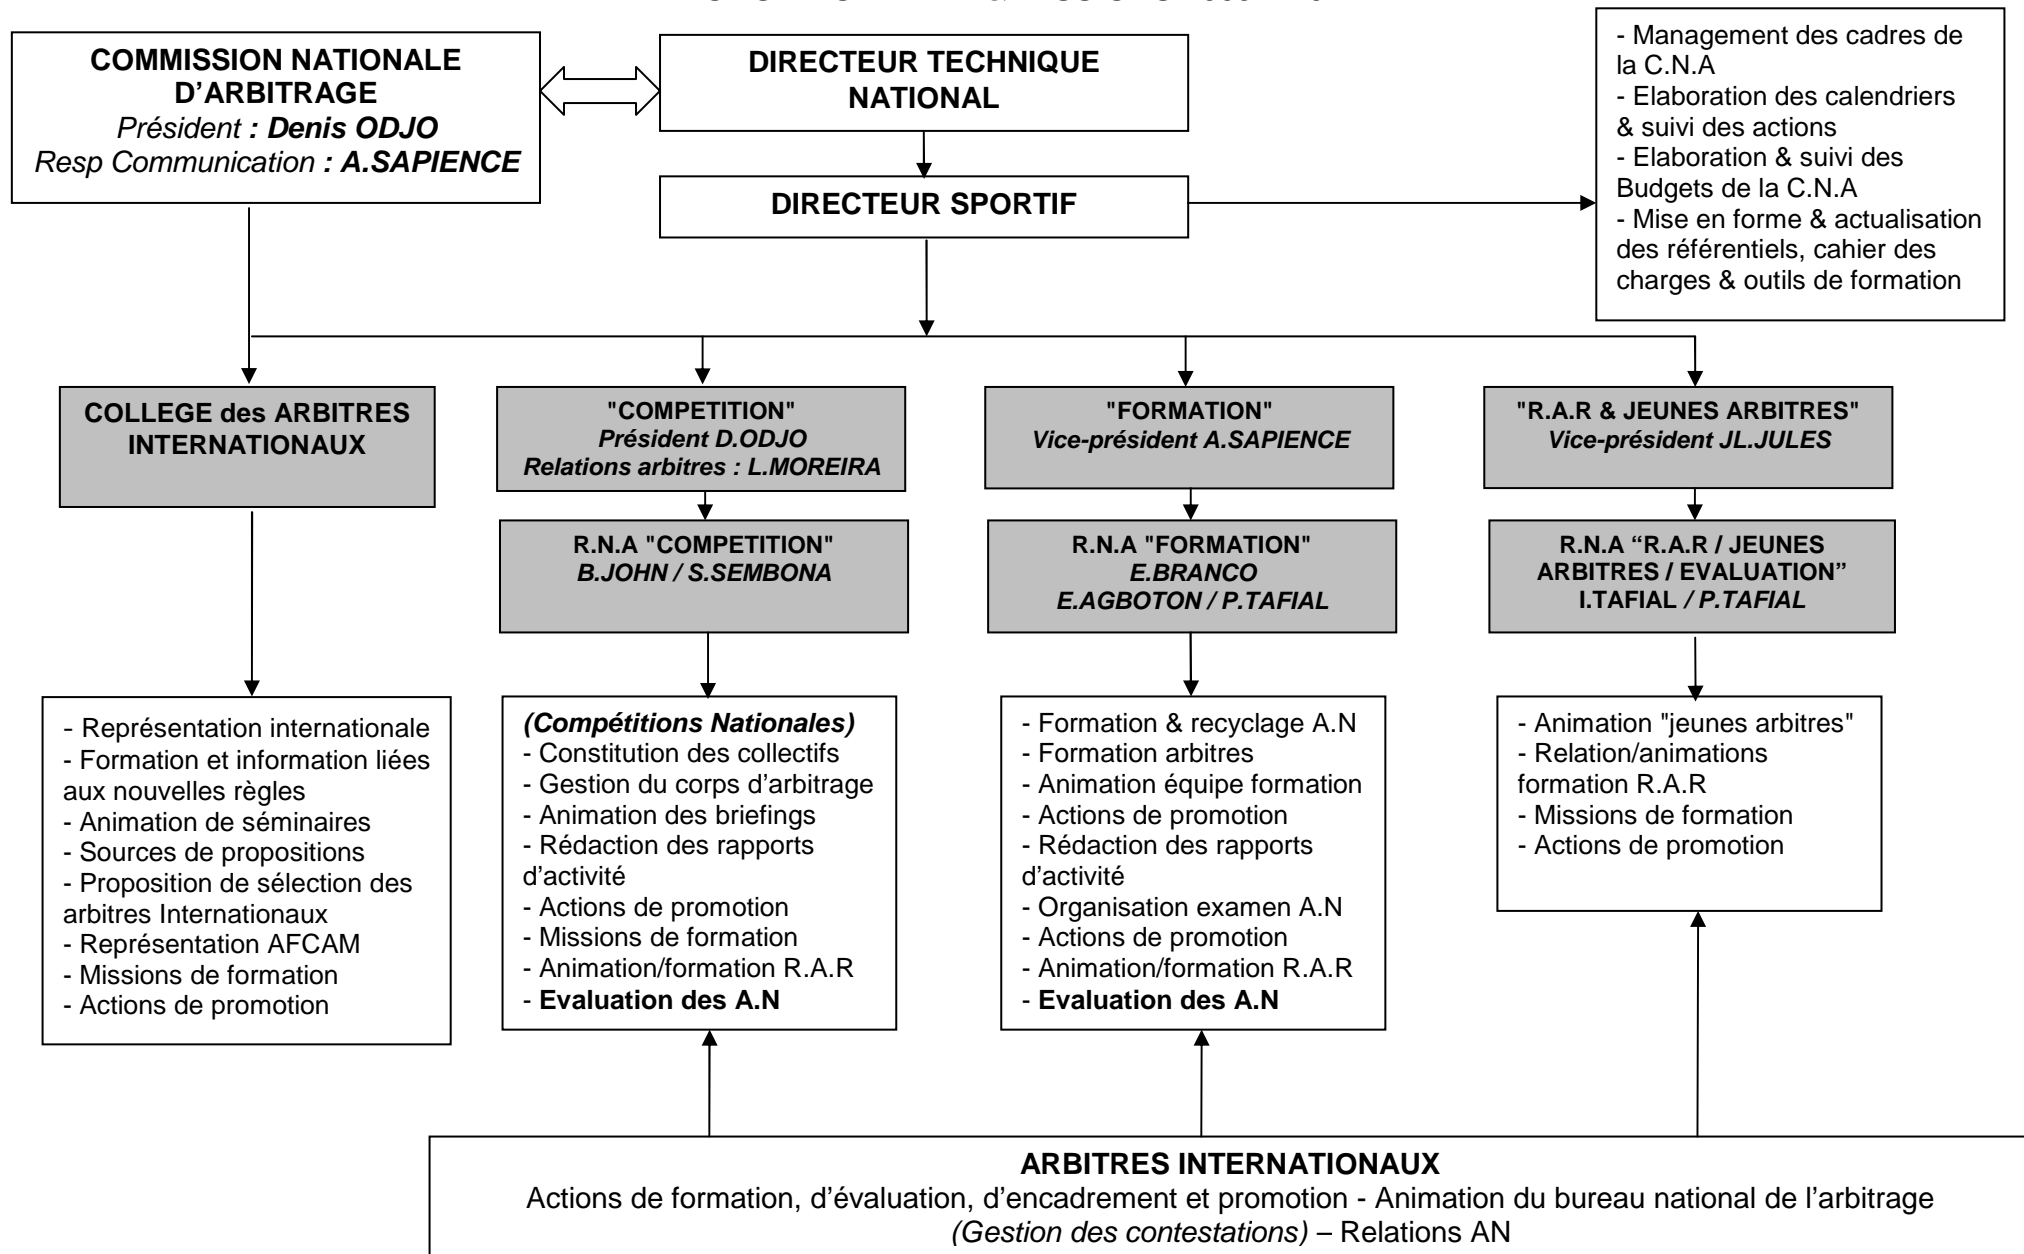 COMMISSION NATIONALE
D'ARBITRAGE
Président : Denis ODJO
Resp Communication : A.SAPIENCE
DIRECTEUR TECHNIQUE
NATIONAL
DIRECTEUR SPORTIF
- Management des cadres de
la C.N.A
- Elaboration des calendriers
& suivi des actions
- Elaboration & suivi des
Budgets de la C.N.A
- Mise en forme & actualisation
des référentiels, cahier des
charges & outils de formation
COLLEGE des ARBITRES
INTERNATIONAUX
"COMPETITION"
Président D.ODJO
Relations arbitres : L.MOREIRA
"FORMATION"
Vice-président A.SAPIENCE
"R.A.R & JEUNES ARBITRES"
Vice-président JL.JULES
R.N.A "COMPETITION"
B.JOHN / S.SEMBONA
R.N.A "FORMATION"
E.BRANCO
E.AGBOTON / P.TAFIAL
R.N.A “R.A.R / JEUNES
ARBITRES / EVALUATION”
I.TAFIAL / P.TAFIAL
- Représentation internationale
- Formation et information liées
aux nouvelles règles
- Animation de séminaires
- Sources de propositions
- Proposition de sélection des
arbitres Internationaux
- Représentation AFCAM
- Missions de formation
- Actions de promotion
(Compétitions Nationales)
- Constitution des collectifs
- Gestion du corps d’arbitrage
- Animation des briefings
- Rédaction des rapports
d’activité
- Actions de promotion
- Missions de formation
- Animation/formation R.A.R
- Evaluation des A.N
- Formation & recyclage A.N
- Formation arbitres
- Animation équipe formation
- Actions de promotion
- Rédaction des rapports
d’activité
- Organisation examen A.N
- Actions de promotion
- Animation/formation R.A.R
- Evaluation des A.N
- Animation "jeunes arbitres"
- Relation/animations
formation R.A.R
- Missions de formation
- Actions de promotion
ARBITRES INTERNATIONAUX
Actions de formation, d’évaluation, d’encadrement et promotion - Animation du bureau national de l’arbitrage
(Gestion des contestations) – Relations AN